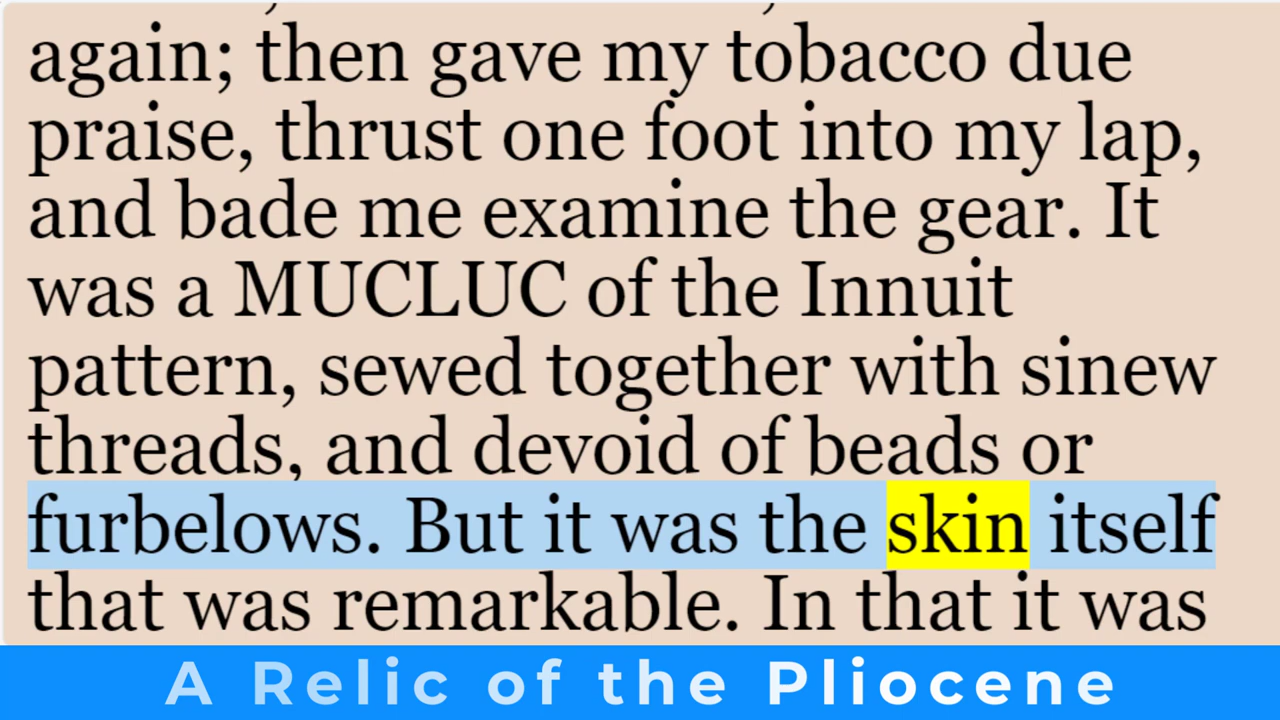 again; then gave my tobacco due
praise, thrust one foot into my lap,
and bade me examine the gear. It
was a MUCLUC of the Innuit
pattern, sewed together with sinew
threads, and devoid of beads or
furbelows. But it was the skin itself
that was remarkable. In that it was
A Relic of the Pliocene